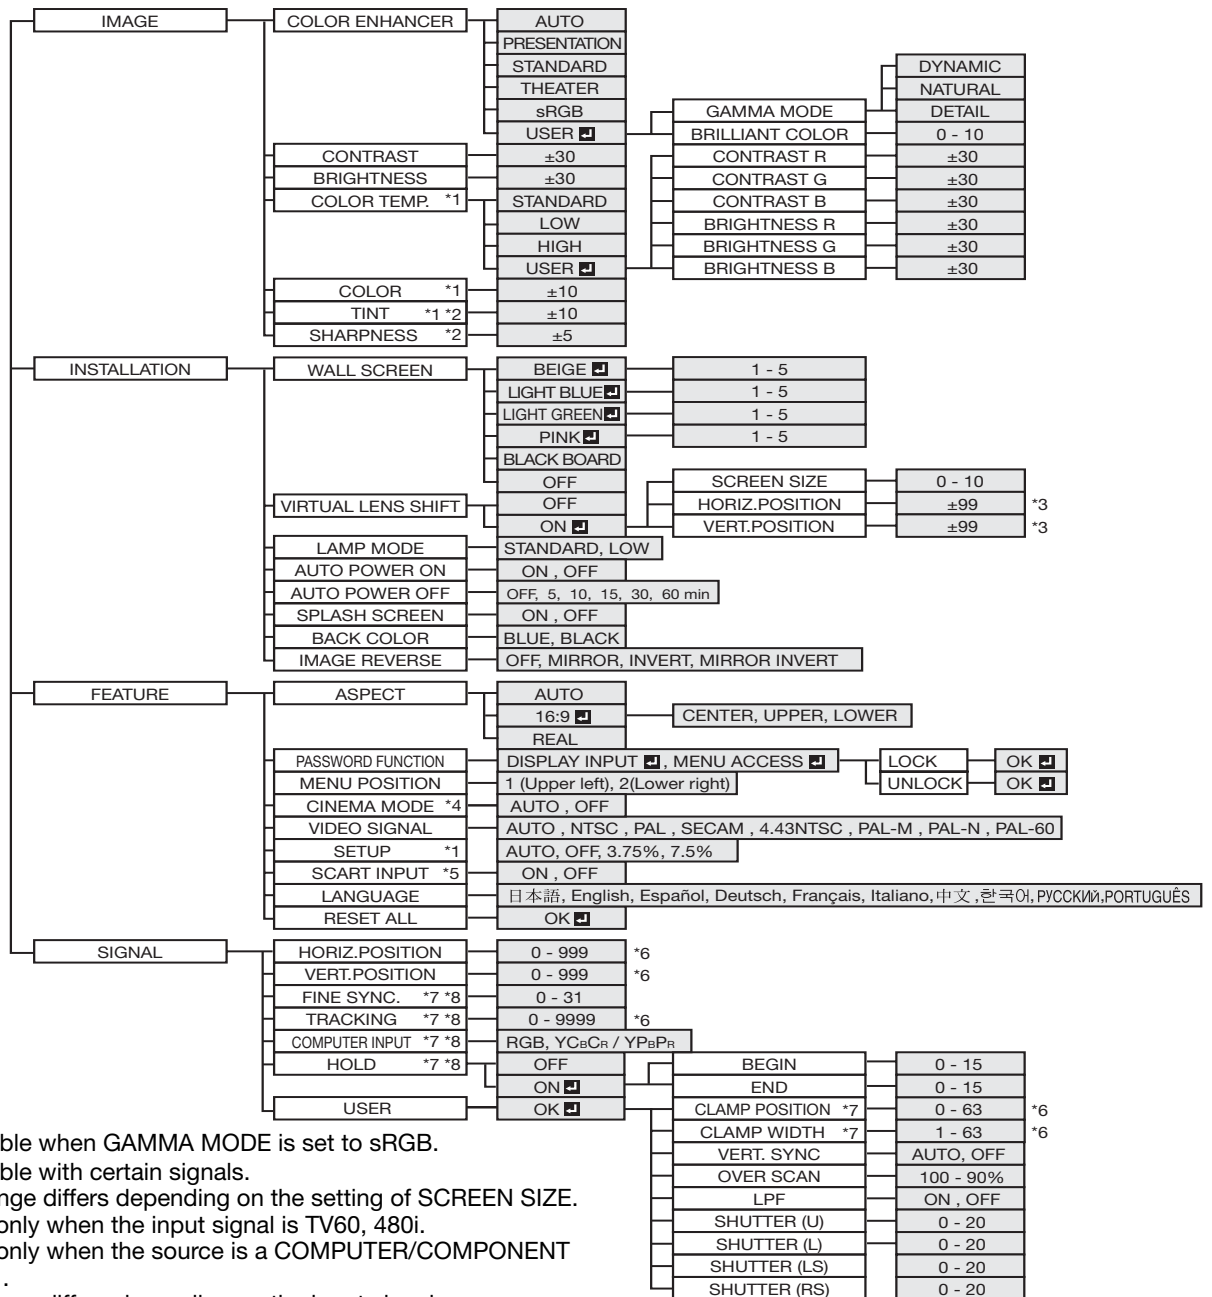 IMAGE
COLOR ENHANCER
AUTO
PRESENTATION
STANDARD
THEATER
sRGB
USER
GAMMA MODE
DYNAMIC
NATURAL
DETAIL
BRILLIANT COLOR
0 - 10
CONTRAST
±30
BRIGHTNESS
±30
COLOR TEMP. *1
STANDARD
LOW
HIGH
USER
CONTRAST R
±30
CONTRAST G
±30
CONTRAST B
±30
BRIGHTNESS R
±30
BRIGHTNESS G
±30
BRIGHTNESS B
±30
COLOR *1
±10
TINT *1 *2
±10
SHARPNESS *2
±5
INSTALLATION
WALL SCREEN
BEIGE
1 - 5
LIGHT BLUE
1 - 5
LIGHT GREEN
1 - 5
PINK
1 - 5
BLACK BOARD
OFF
VIRTUAL LENS SHIFT
OFF
ON
SCREEN SIZE
0 - 10
HORIZ.POSITION
±99 *3
VERT.POSITION
±99 *3
LAMP MODE
STANDARD, LOW
AUTO POWER ON
ON , OFF
AUTO POWER OFF
OFF, 5, 10, 15, 30, 60 min
SPLASH SCREEN
ON , OFF
BACK COLOR
BLUE, BLACK
IMAGE REVERSE
OFF, MIRROR, INVERT, MIRROR INVERT
FEATURE
ASPECT
AUTO
16:9
CENTER, UPPER, LOWER
REAL
PASSWORD FUNCTION
DISPLAY INPUT , MENU ACCESS
LOCK
OK
UNLOCK
OK
MENU POSITION
1 (Upper left), 2(Lower right)
CINEMA MODE *4
AUTO , OFF
VIDEO SIGNAL
AUTO , NTSC , PAL , SECAM , 4.43NTSC , PAL-M , PAL-N , PAL-60
SETUP *1
AUTO, OFF, 3.75%, 7.5%
SCART INPUT *5
ON , OFF
LANGUAGE
日本語, English, Español, Deutsch, Français, Italiano,中文 ,한국어,РУССКИЙ,PORTUGUÊS
RESET ALL
OK
SIGNAL
HORIZ.POSITION
0 - 999 *6
VERT.POSITION
0 - 999 *6
FINE SYNC. *7 *8
0 - 31
TRACKING *7 *8
0 - 9999 *6
COMPUTER INPUT *7 *8
RGB, YCBCR / YPBPR
HOLD *7 *8
OFF
ON
BEGIN
0 - 15
END
0 - 15
USER
OK
CLAMP POSITION *7
0 - 63 *6
CLAMP WIDTH *7
1 - 63 *6
VERT. SYNC
AUTO, OFF
OVER SCAN
100 - 90%
LPF
ON , OFF
SHUTTER (U)
0 - 20
SHUTTER (L)
0 - 20
SHUTTER (LS)
0 - 20
SHUTTER (RS)
0 - 20
ble when GAMMA MODE is set to sRGB.
ble with certain signals.
nge differs depending on the setting of SCREEN SIZE.
only when the input signal is TV60, 480i.
only when the source is a COMPUTER/COMPONENT
.